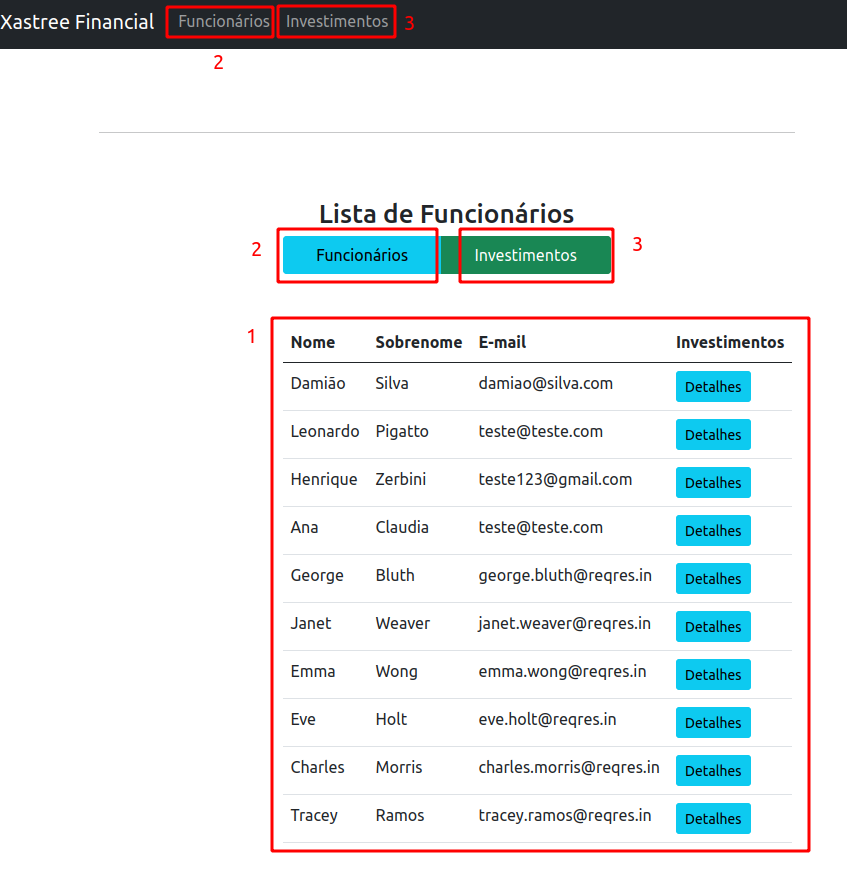 Xastree Financial Funcionários Investimentos 3
2
Lista de Funcionários
2 Funcionários Investimentos 3
1
Nome Sobrenome E-mail Investimentos
Damião Silva damiao@silva.com Detalhes
Leonardo Pigatto teste@teste.com Detalhes
Henrique Zerbini teste123@gmail.com Detalhes
Ana Claudia teste@teste.com Detalhes
George Bluth george.bluth@reqres.in Detalhes
Janet Weaver janet.weaver@reqres.in Detalhes
Emma Wong emma.wong@reqres.in Detalhes
Eve Holt eve.holt@reqres.in Detalhes
Charles Morris charles.morris@reqres.in Detalhes
Tracey Ramos tracey.ramos@reqres.in Detalhes